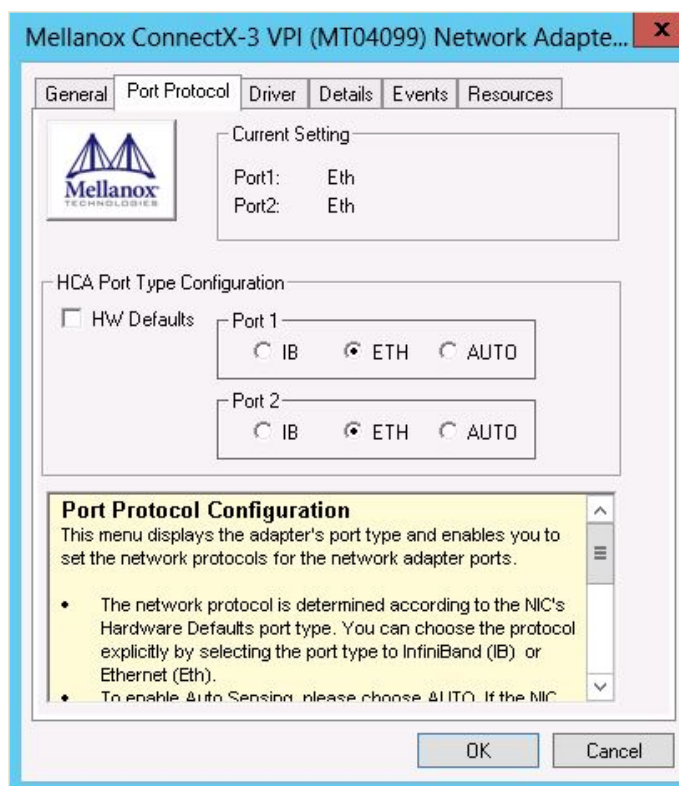 Mellanox ConnectX-3 VPI (MT04099) Network Adapte...
x
General Port Protocol Driver Details Events Resources
Mellanox
TECHNOLOGIES
Current Setting
Port1: Eth
Port2: Eth
HCA Port Type Configuration
HW Defaults
Port 1
IB ETH AUTO
Port 2
IB ETH AUTO
Port Protocol Configuration
This menu displays the adapter's port type and enables you to
set the network protocols for the network adapter ports.
• The network protocol is determined according to the NIC's
Hardware Defaults port type. You can choose the protocol
explicitly by selecting the port type to InfiniBand (IB) or
Ethernet (Eth).
• To enable Auto Sensing, please choose AUTO. If the NIC
OK Cancel